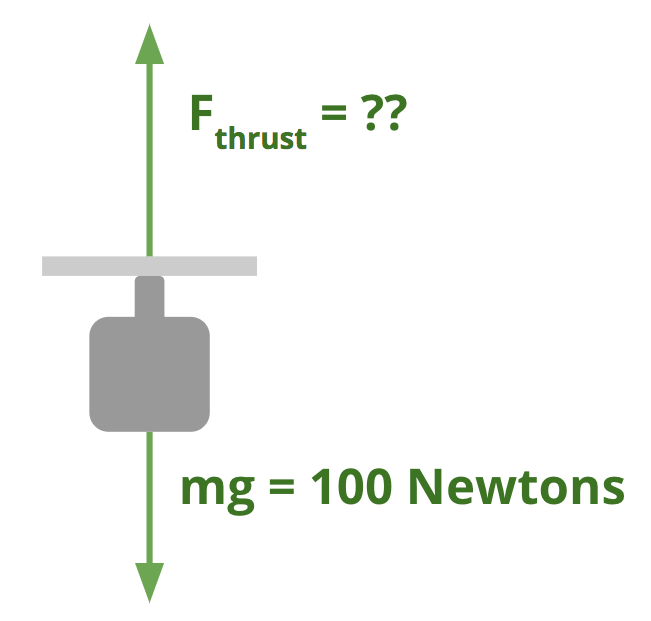 Fthrust = ??
mg = 100 Newtons